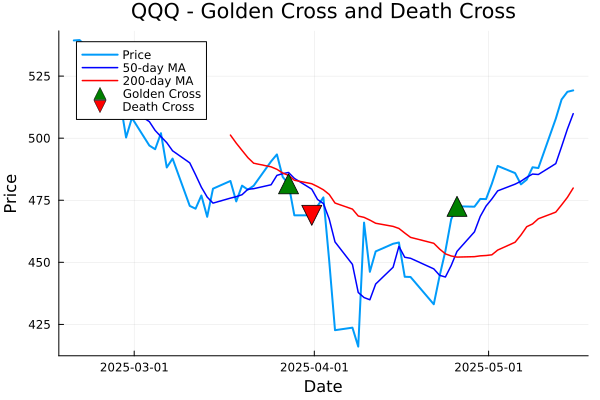 QQQ - Golden Cross and Death Cross
Price
50-day MA
200-day MA
Golden Cross
Death Cross
525
500
475
450
425
Price
2025-03-01
2025-04-01
2025-05-01
Date